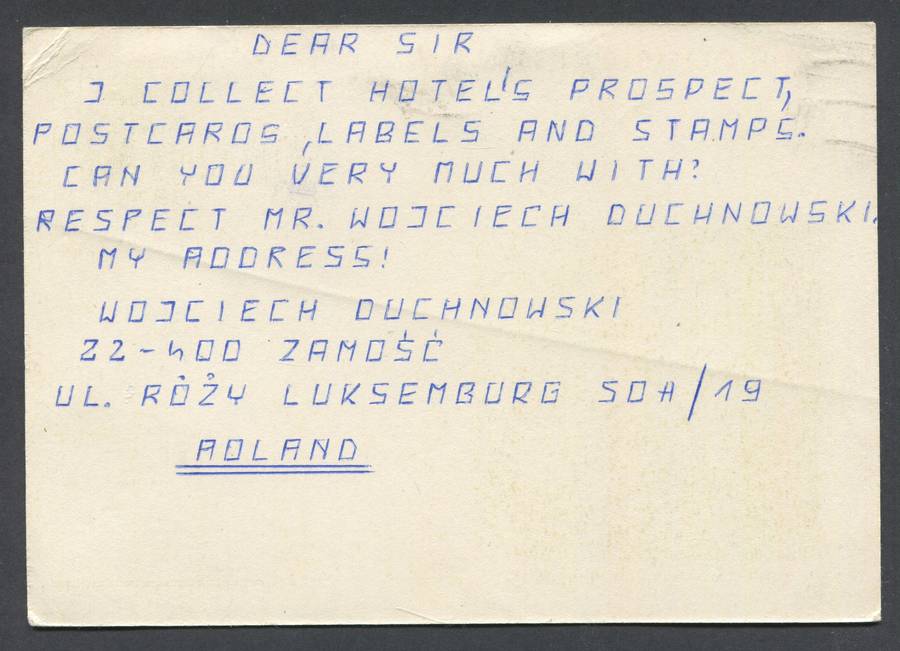 DEAR SIR
I COLLECT HOTEL'S PROSPECT,
POSTCARDS ,LABELS AND STAMPS.
CAN YOU VERY MUCH WITH?
RESPECT MR. WOJCIECH DUCHNOWSKI.
MY ADDRESS!
WOJCIECH DUCHNOWSKI
22-400 ZAMOŚĆ
UL. RÓŻY LUKSEMBURG 50A/19
AOLAND